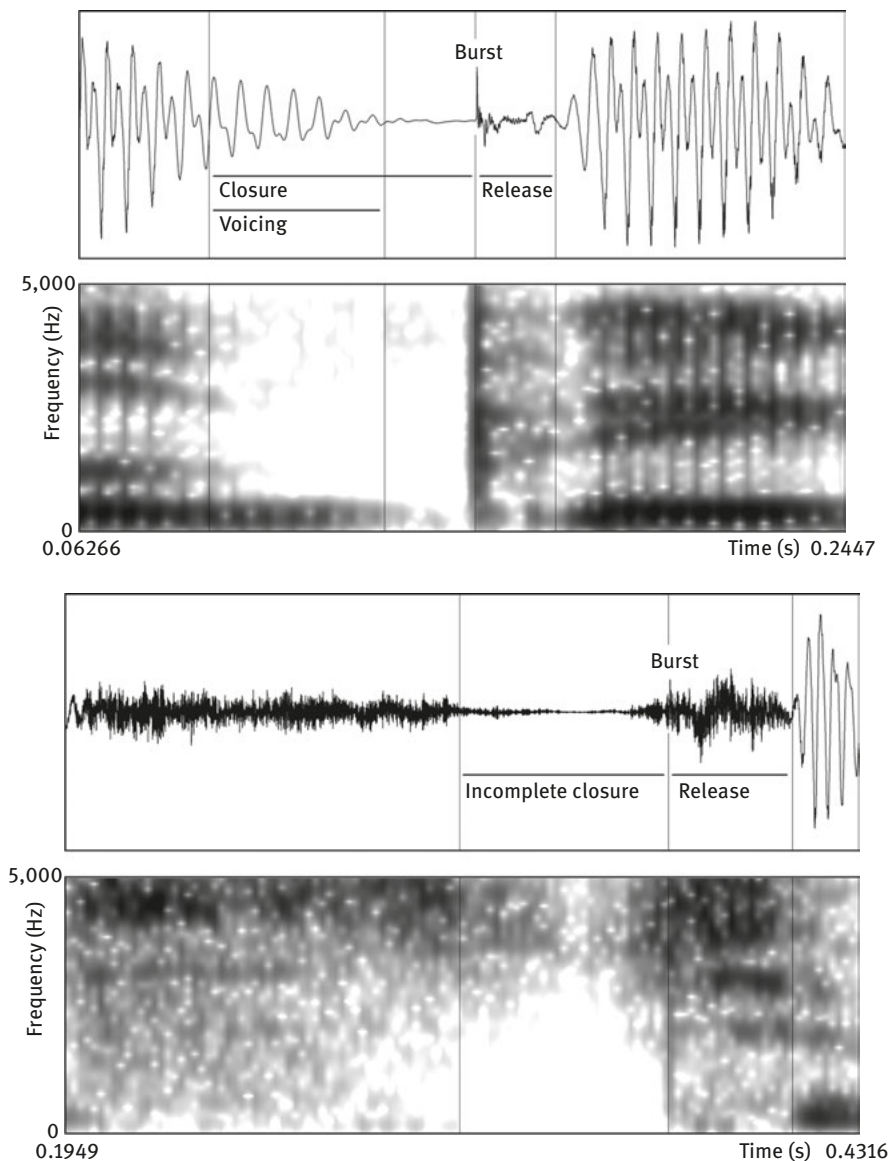 Burst
Closure
Release
Voicing
5,000
Frequency (Hz)
0
0.06266
Time (s) 0.2447
Burst
Incomplete closure
Release
5,000
Frequency (Hz)
0
0.1949
Time (s) 0.4316